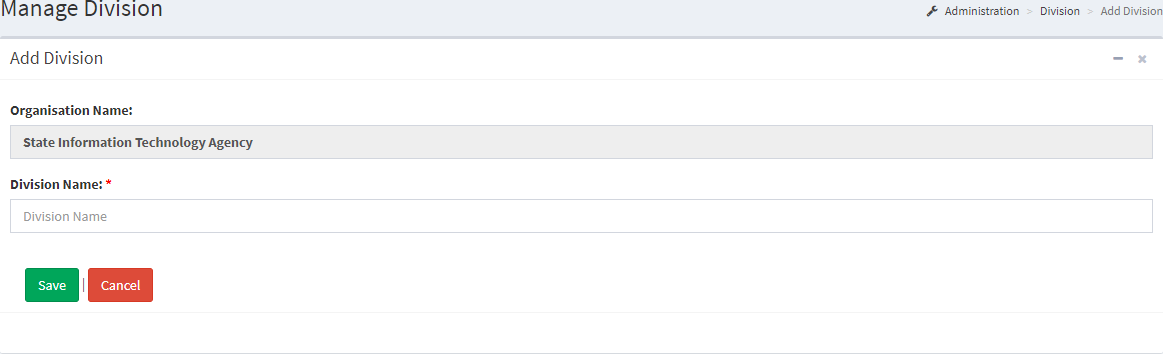 Manage Division
Administration > Division > Add Division
Add Division
Organisation Name:
State Information Technology Agency
Division Name: *
Division Name
Save | Cancel